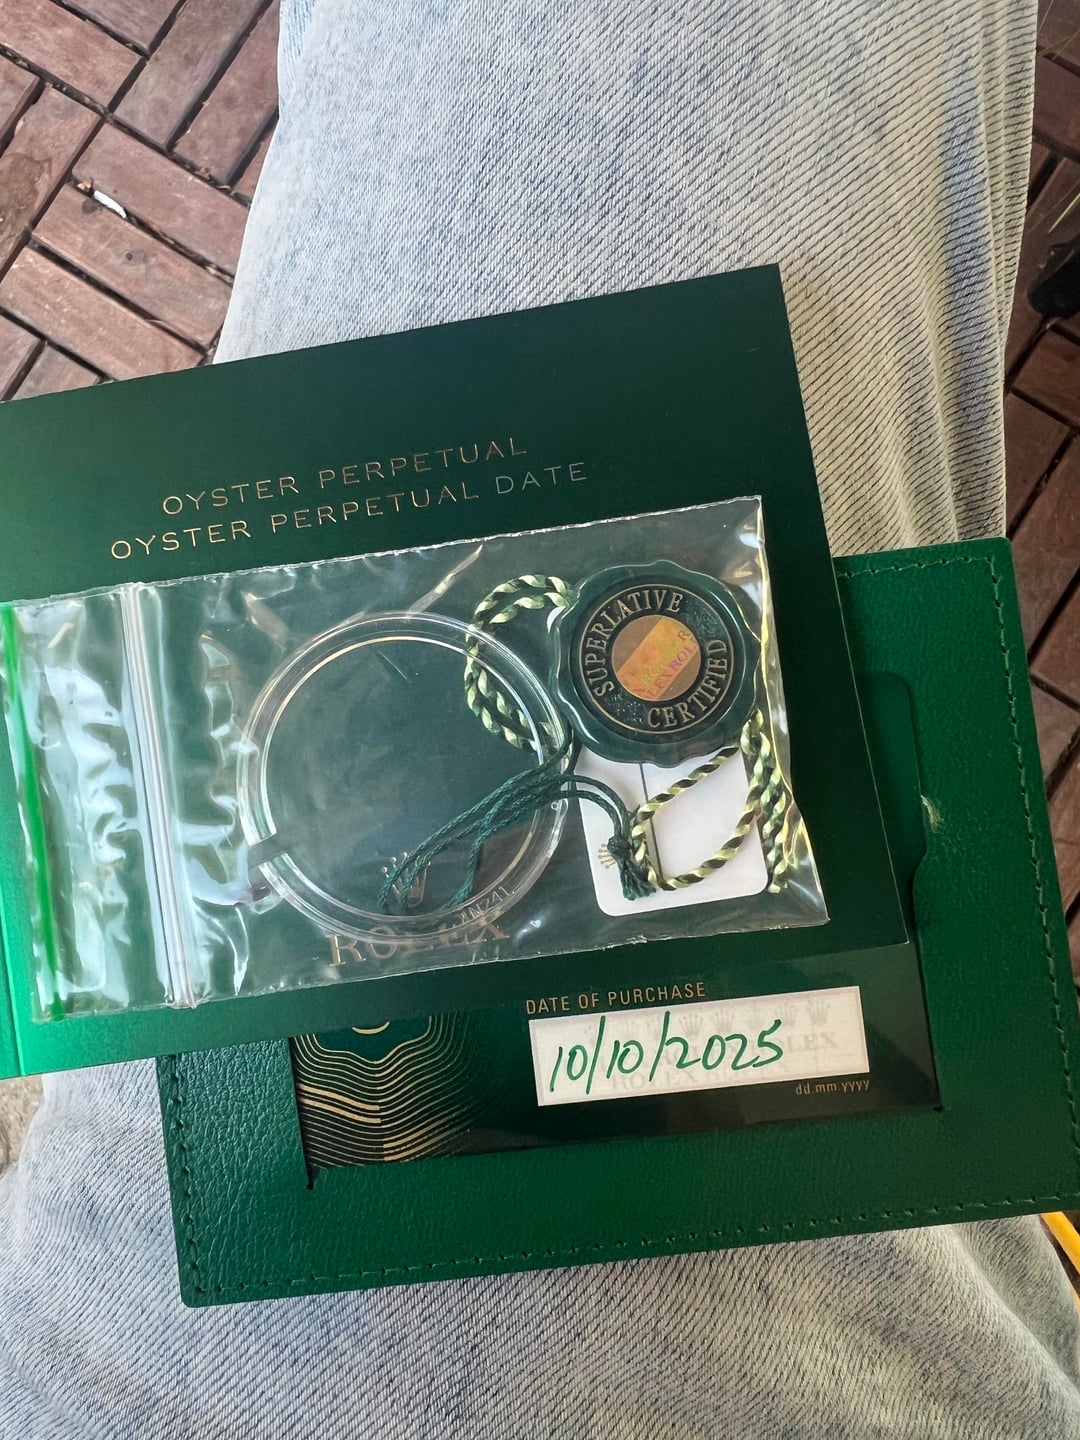 OYSTER PERPETUAL
OYSTER PERPETUAL DATE
SUPERLATIVE
CERTIFIED
ROLEX
DATE OF PURCHASE
10/10/2025
dd.mm.yyyy